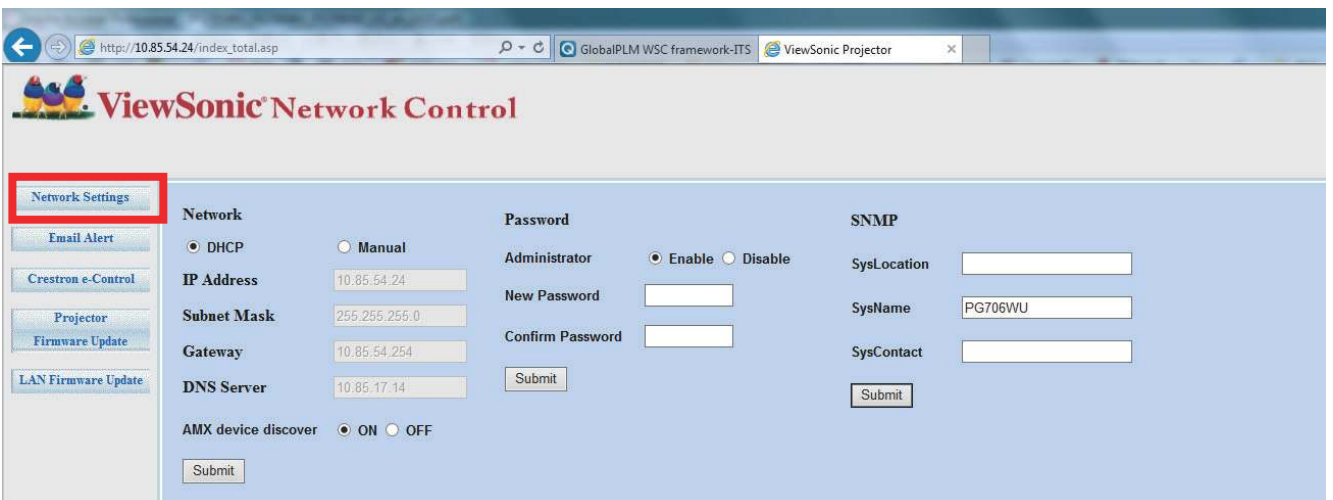 http://10.85.54.24/index_total.asp
GlobalPLM WSC framework-ITS
ViewSonic Projector
ViewSonic® Network Control
Network Settings
Email Alert
Crestron e-Control
Projector
Firmware Update
LAN Firmware Update
Network
DHCP Manual
IP Address 10.85.54.24
Subnet Mask 255.255.255.0
Gateway 10.85.54.254
DNS Server 10.85.17.14
AMX device discover ON OFF
Submit
Password
Administrator Enable Disable
New Password
Confirm Password
Submit
SNMP
SysLocation
SysName PG706WU
SysContact
Submit